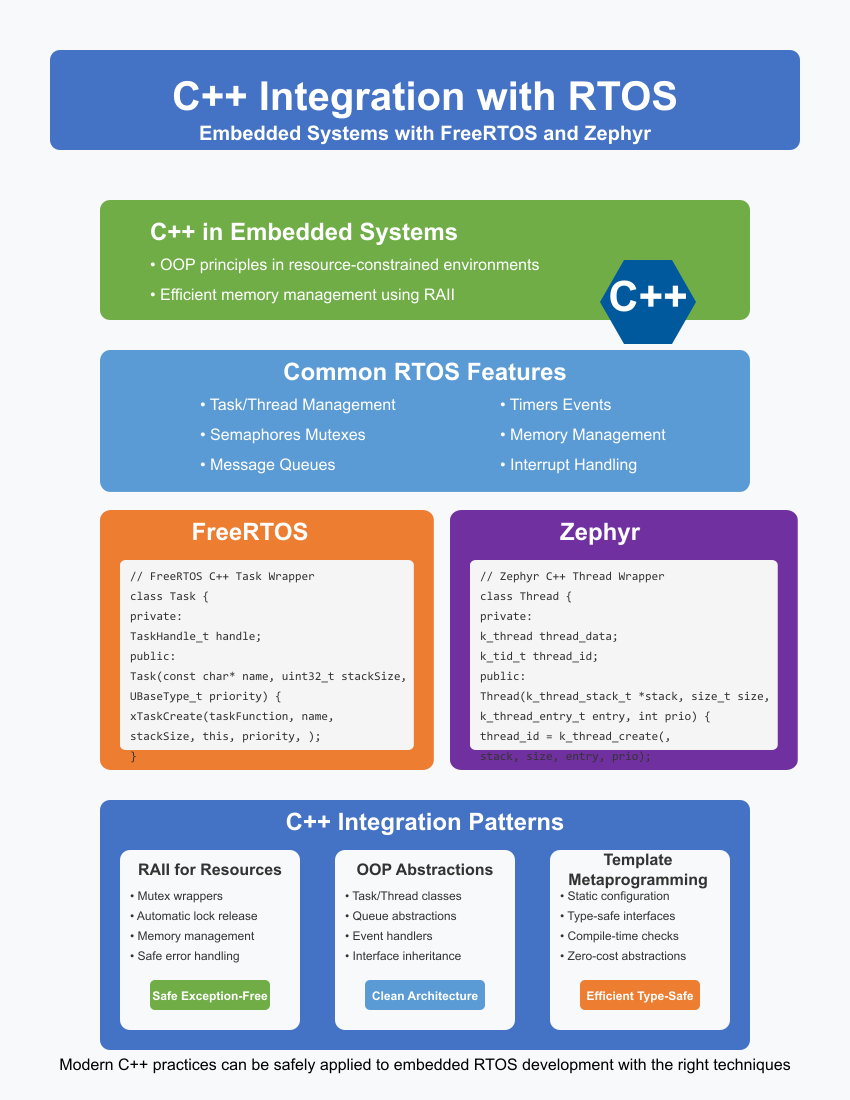 C++ Integration with RTOS
Embedded Systems with FreeRTOS and Zephyr
C++ in Embedded Systems
• OOP principles in resource-constrained environments
• Efficient memory management using RAII
C++
Common RTOS Features
• Task/Thread Management
• Semaphores Mutexes
• Message Queues
• Timers Events
• Memory Management
• Interrupt Handling
FreeRTOS
// FreeRTOS C++ Task Wrapper
class Task {
private:
TaskHandle_t handle;
public:
Task(const char* name, uint32_t stackSize,
UBaseType_t priority) {
xTaskCreate(taskFunction, name,
stackSize, this, priority, );
}
Zephyr
// Zephyr C++ Thread Wrapper
class Thread {
private:
k_thread thread_data;
k_tid_t thread_id;
public:
Thread(k_thread_stack_t *stack, size_t size,
k_thread_entry_t entry, int prio) {
thread_id = k_thread_create(,
stack, size, entry, prio);
C++ Integration Patterns
RAII for Resources
• Mutex wrappers
• Automatic lock release
• Memory management
• Safe error handling
Safe Exception-Free
OOP Abstractions
• Task/Thread classes
• Queue abstractions
• Event handlers
• Interface inheritance
Clean Architecture
Template
Metaprogramming
• Static configuration
• Type-safe interfaces
• Compile-time checks
• Zero-cost abstractions
Efficient Type-Safe
Modern C++ practices can be safely applied to embedded RTOS development with the right techniques